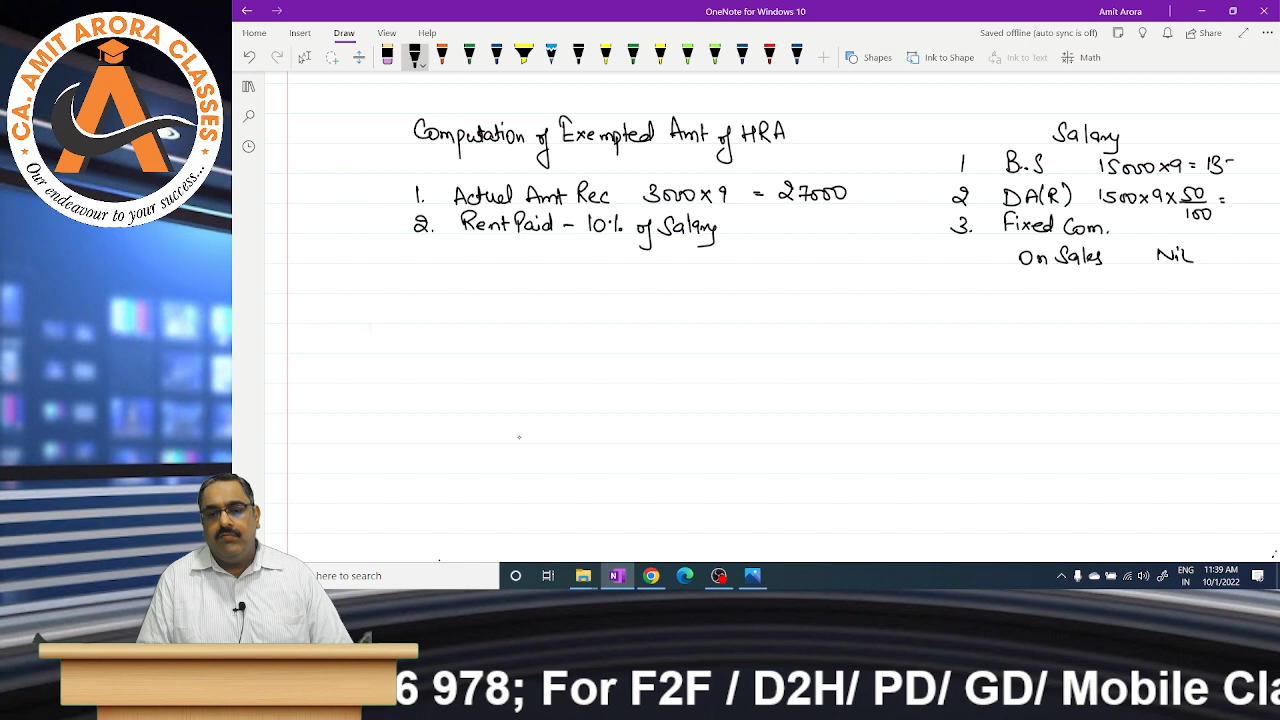 OneNote for Windows 10
Amit Arora
Home Insert Draw View Help
Saved offline (auto sync is off)
Share
Shapes
Ink to Shape
Ink to Text
Math
CA. AMIT ARORA CLASSES
Our endeavour to your success...
Computation of Exempted Amt of HRA
1. Actual Amt Rec 3000 × 9 = 27000
2. Rent Paid - 10% of Salary
Salary
1 B.S 15000 × 9 =
2 DA(R) 1500 × 9 × 50/100 =
3. Fixed Com.
On Sales Nil
here to search
ENG
IN
11:39 AM
10/1/2022
6 978; For F2F / D2H/ PD/ GD/ Mobile Cla